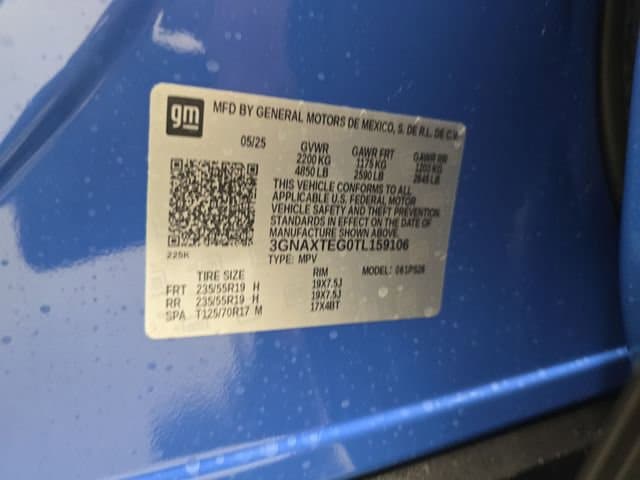 gm
MFD BY GENERAL MOTORS DE MEXICO, S. DE R.L. DE C.V.
05/25 GVWR GAWR FRT GAWR RR
2200 KG 1175 KG 1200 KG
4850 LB 2590 LB 2645 LB
THIS VEHICLE CONFORMS TO ALL
APPLICABLE U.S. FEDERAL MOTOR
VEHICLE SAFETY AND THEFT PREVENTION
STANDARDS IN EFFECT ON THE DATE OF
MANUFACTURE SHOWN ABOVE.
3GNAXTEG0TL159106
225K
TYPE: MPV MODEL:
TIRE SIZE RIM
FRT 235/55R19 H 19X7.5J
RR 235/55R19 H 19X7.5J
SPA T125/70R17 M 17X4BT